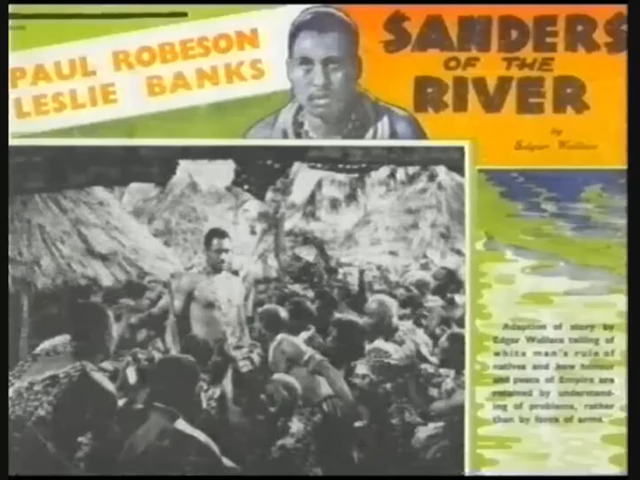 PAUL ROBESON
LESLIE BANKS
SANDERS
OF THE
RIVER
by
Edgar Wallace
Adaption of story by
Edgar Wallace telling of
white man's rule of
natives and how honour
and peace of Empire are
retained by understand-
ing of problems, rather
than by force of arms.